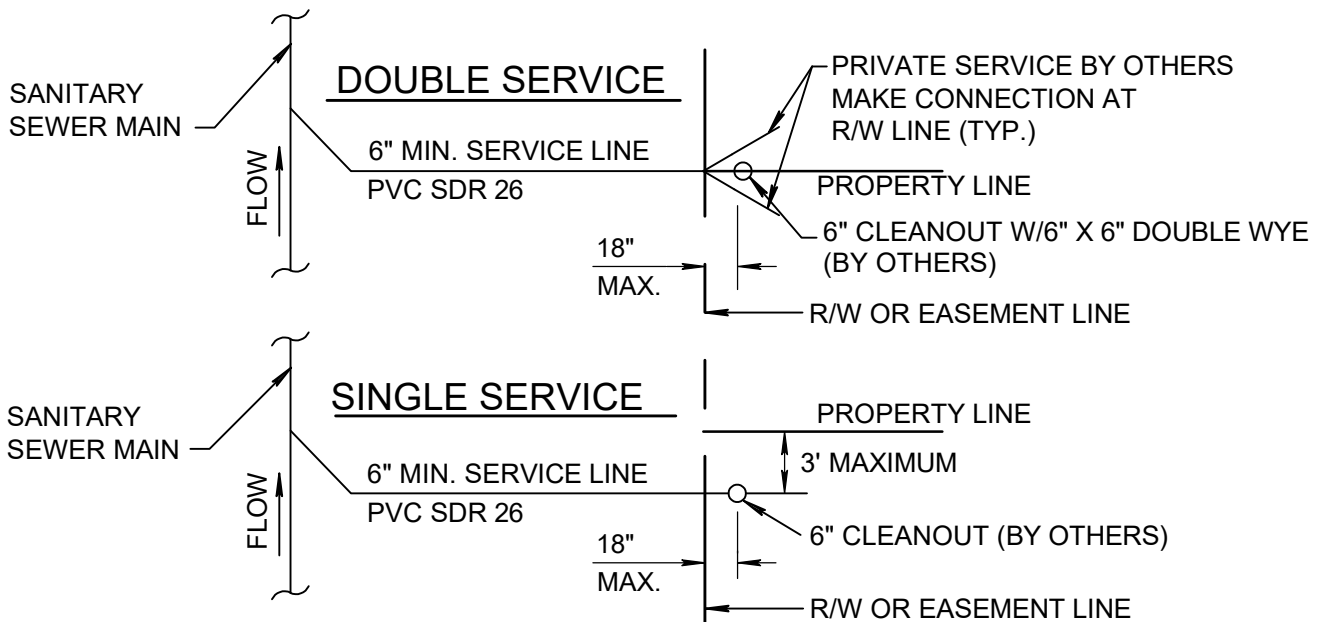 SANITARY
SEWER MAIN
DOUBLE SERVICE
FLOW
6" MIN. SERVICE LINE
PVC SDR 26
PRIVATE SERVICE BY OTHERS
MAKE CONNECTION AT
R/W LINE (TYP.)
PROPERTY LINE
6" CLEANOUT W/6" X 6" DOUBLE WYE
(BY OTHERS)
18"
MAX.
R/W OR EASEMENT LINE
SANITARY
SEWER MAIN
SINGLE SERVICE
FLOW
6" MIN. SERVICE LINE
PVC SDR 26
PROPERTY LINE
3' MAXIMUM
6" CLEANOUT (BY OTHERS)
18"
MAX.
R/W OR EASEMENT LINE